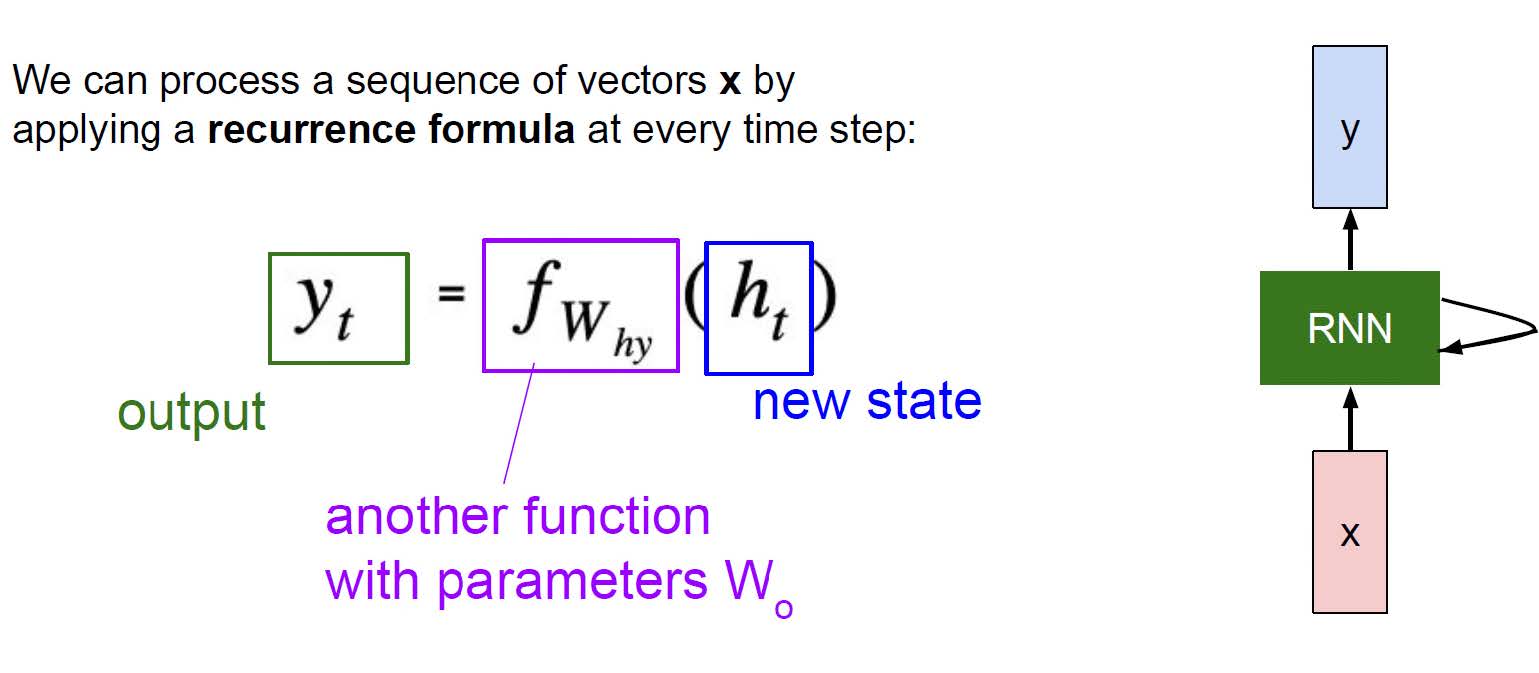 We can process a sequence of vectors x by
applying a recurrence formula at every time step:
y_t = f_{W_{hy}}(h_t)
output
new state
another function
with parameters W_o
y
RNN
x